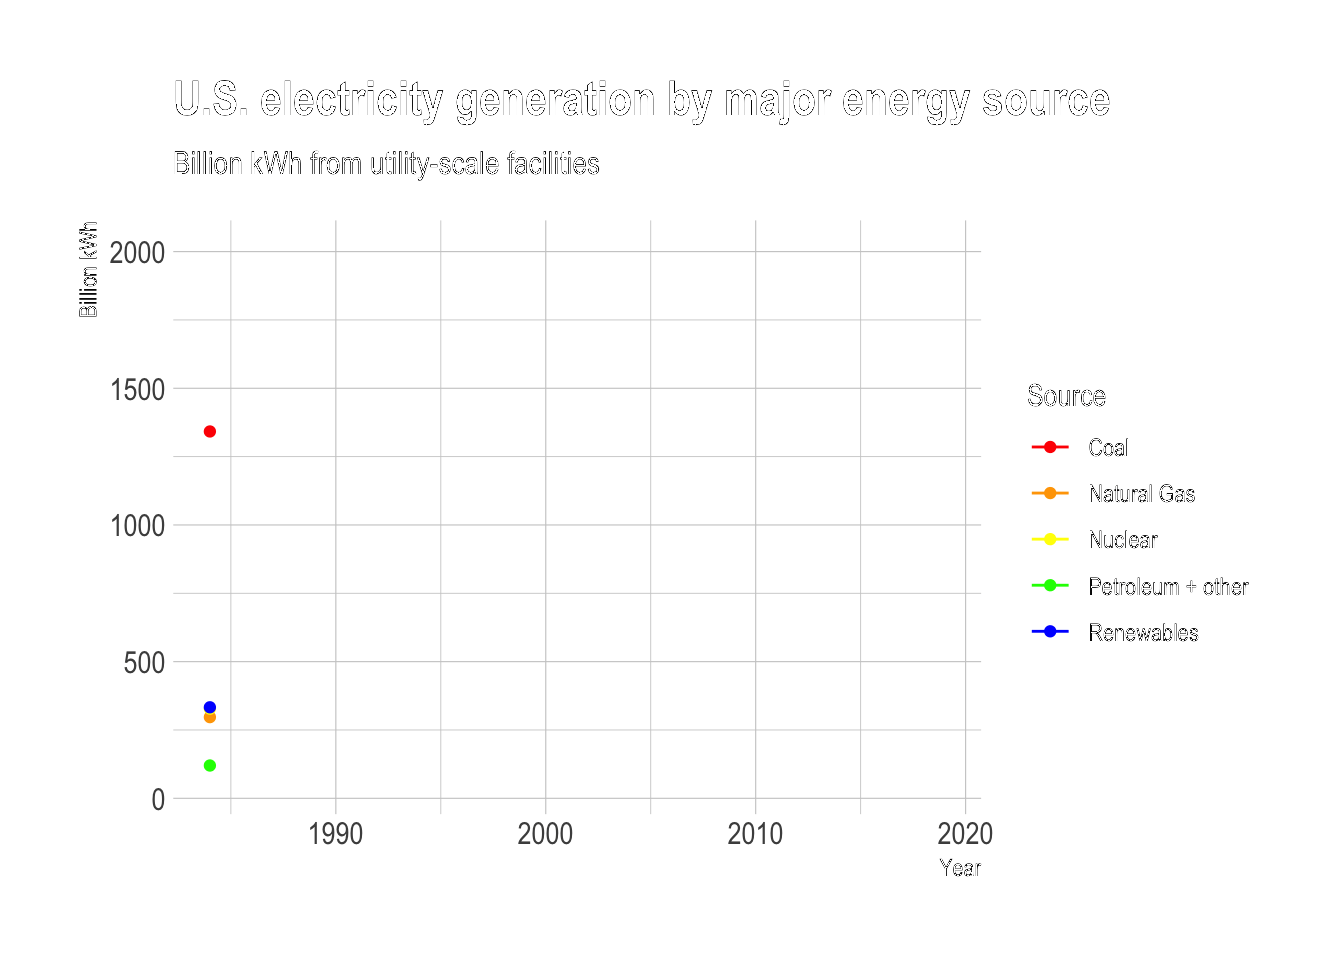 U.S. electricity generation by major energy source
Billion kWh from utility-scale facilities
Billion kWh
2000
1500
1000
500
0
1990 2000 2010 2020
Year
Source
Coal
Natural Gas
Nuclear
Petroleum + other
Renewables